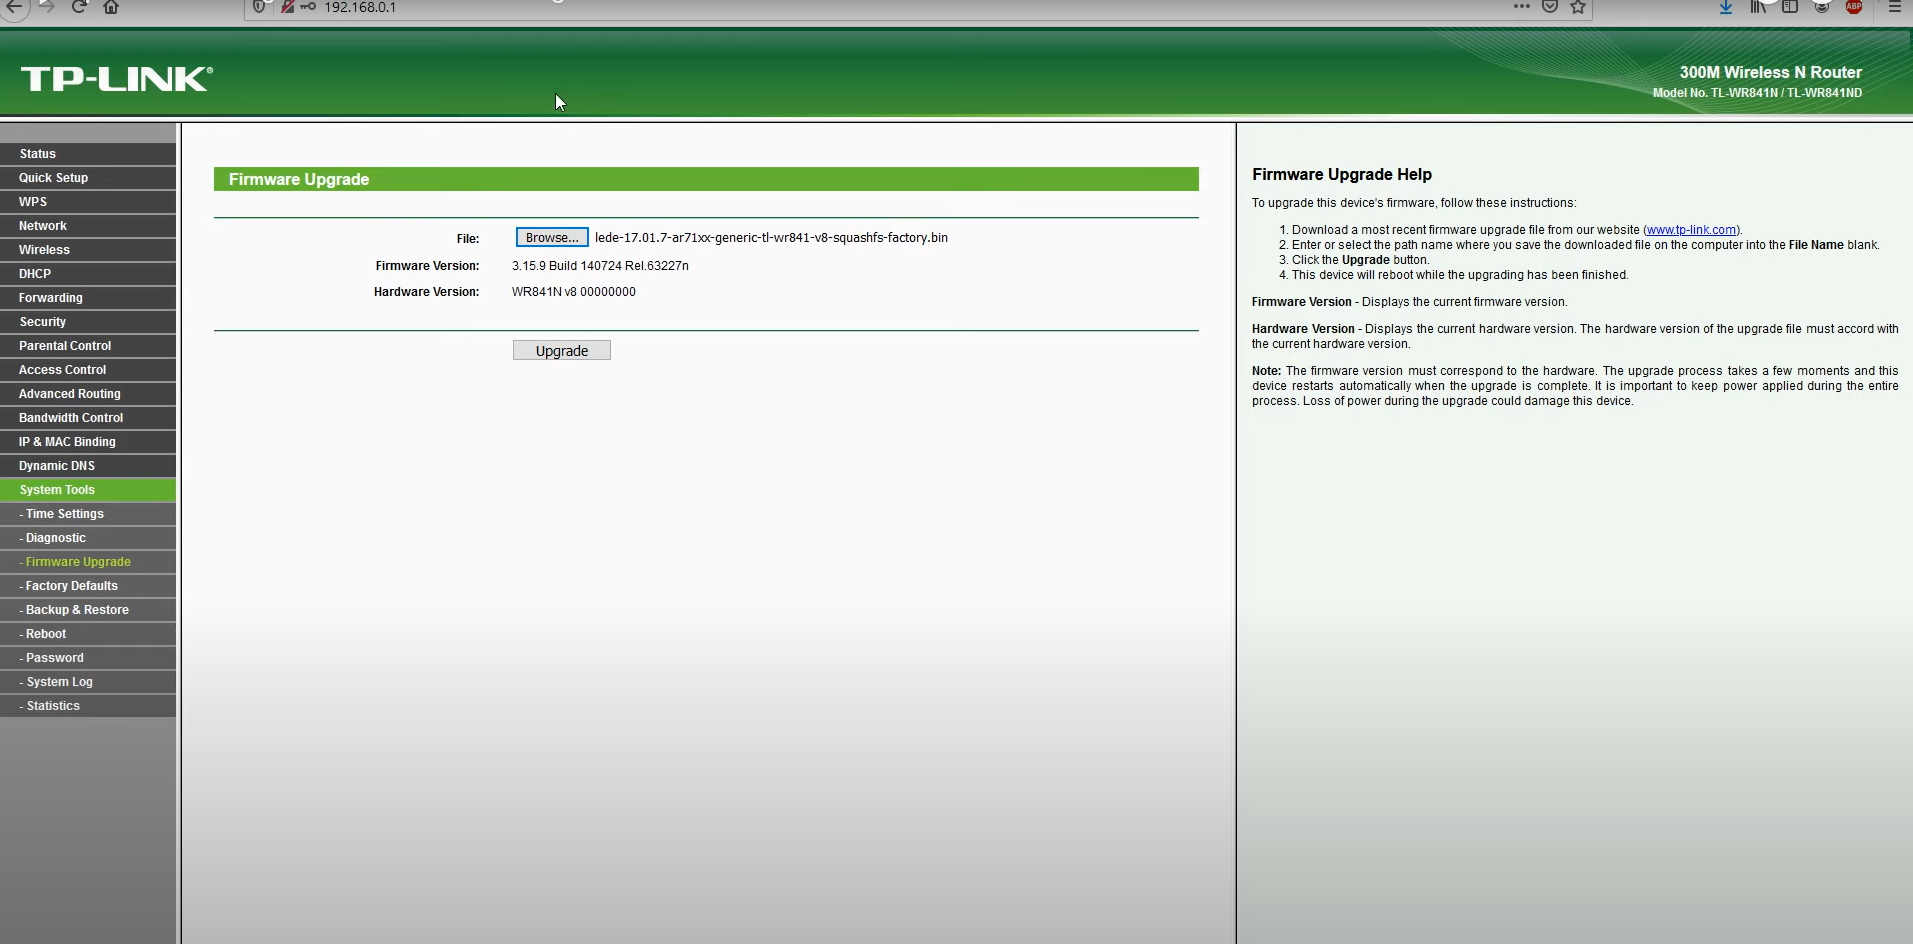 192.168.0.1
ABP
TP-LINK®
300M Wireless N Router
Model No. TL-WR841N / TL-WR841ND
Status
Quick Setup
WPS
Network
Wireless
DHCP
Forwarding
Security
Parental Control
Access Control
Advanced Routing
Bandwidth Control
IP & MAC Binding
Dynamic DNS
System Tools
- Time Settings
- Diagnostic
- Firmware Upgrade
- Factory Defaults
- Backup & Restore
- Reboot
- Password
- System Log
- Statistics
Firmware Upgrade
File: Browse... lede-17.01.7-ar71xx-generic-tl-wr841-v8-squashfs-factory.bin
Firmware Version: 3.15.9 Build 140724 Rel.63227n
Hardware Version: WR841N v8 00000000
Upgrade
Firmware Upgrade Help
To upgrade this device's firmware, follow these instructions:
1. Download a most recent firmware upgrade file from our website (www.tp-link.com).
2. Enter or select the path name where you save the downloaded file on the computer into the File Name blank.
3. Click the Upgrade button.
4. This device will reboot while the upgrading has been finished.
Firmware Version - Displays the current firmware version.
Hardware Version - Displays the current hardware version. The hardware version of the upgrade file must accord with
the current hardware version.
Note: The firmware version must correspond to the hardware. The upgrade process takes a few moments and this
device restarts automatically when the upgrade is complete. It is important to keep power applied during the entire
process. Loss of power during the upgrade could damage this device.